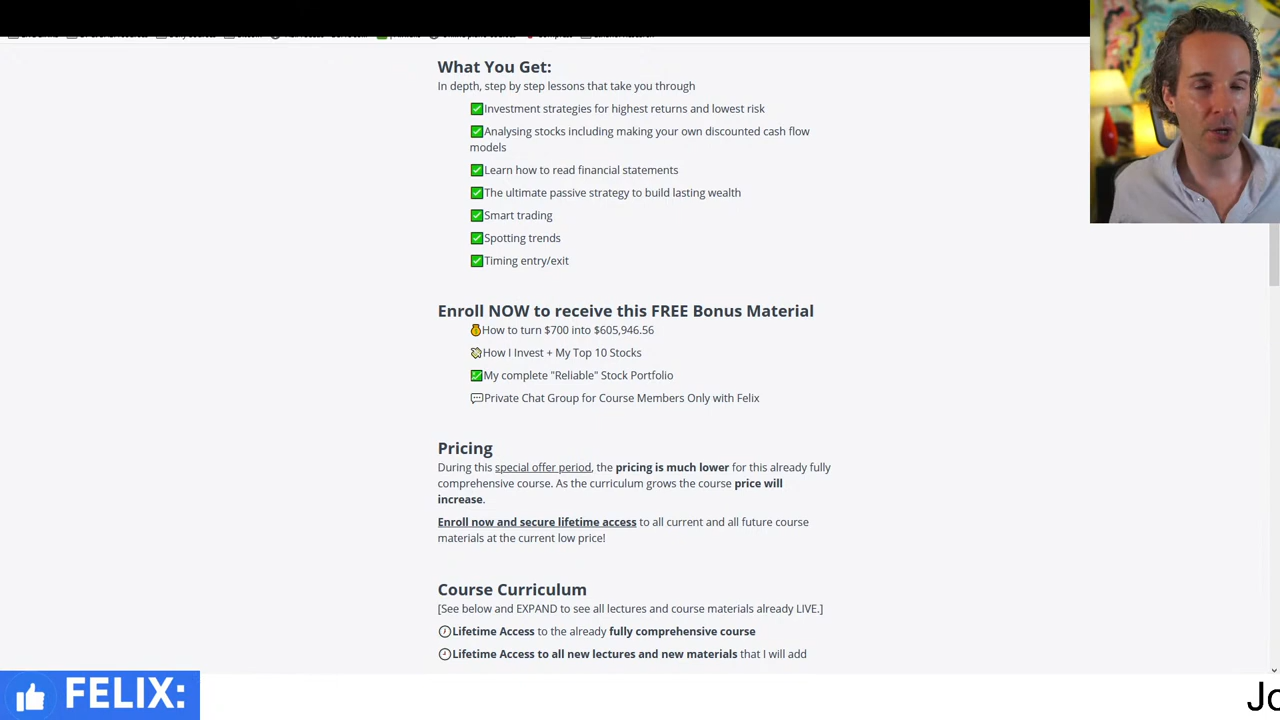 What You Get:
In depth, step by step lessons that take you through
✅Investment strategies for highest returns and lowest risk
✅Analysing stocks including making your own discounted cash flow
models
✅Learn how to read financial statements
✅The ultimate passive strategy to build lasting wealth
✅Smart trading
✅Spotting trends
✅Timing entry/exit
Enroll NOW to receive this FREE Bonus Material
💰How to turn $700 into $605,946.56
💸How I Invest + My Top 10 Stocks
💹My complete "Reliable" Stock Portfolio
💬Private Chat Group for Course Members Only with Felix
Pricing
During this special offer period, the pricing is much lower for this already fully
comprehensive course. As the curriculum grows the course price will
increase.
Enroll now and secure lifetime access to all current and all future course
materials at the current low price!
Course Curriculum
[See below and EXPAND to see all lectures and course materials already LIVE.]
Lifetime Access to the already fully comprehensive course
Lifetime Access to all new lectures and new materials that I will add
FELIX:
Jo